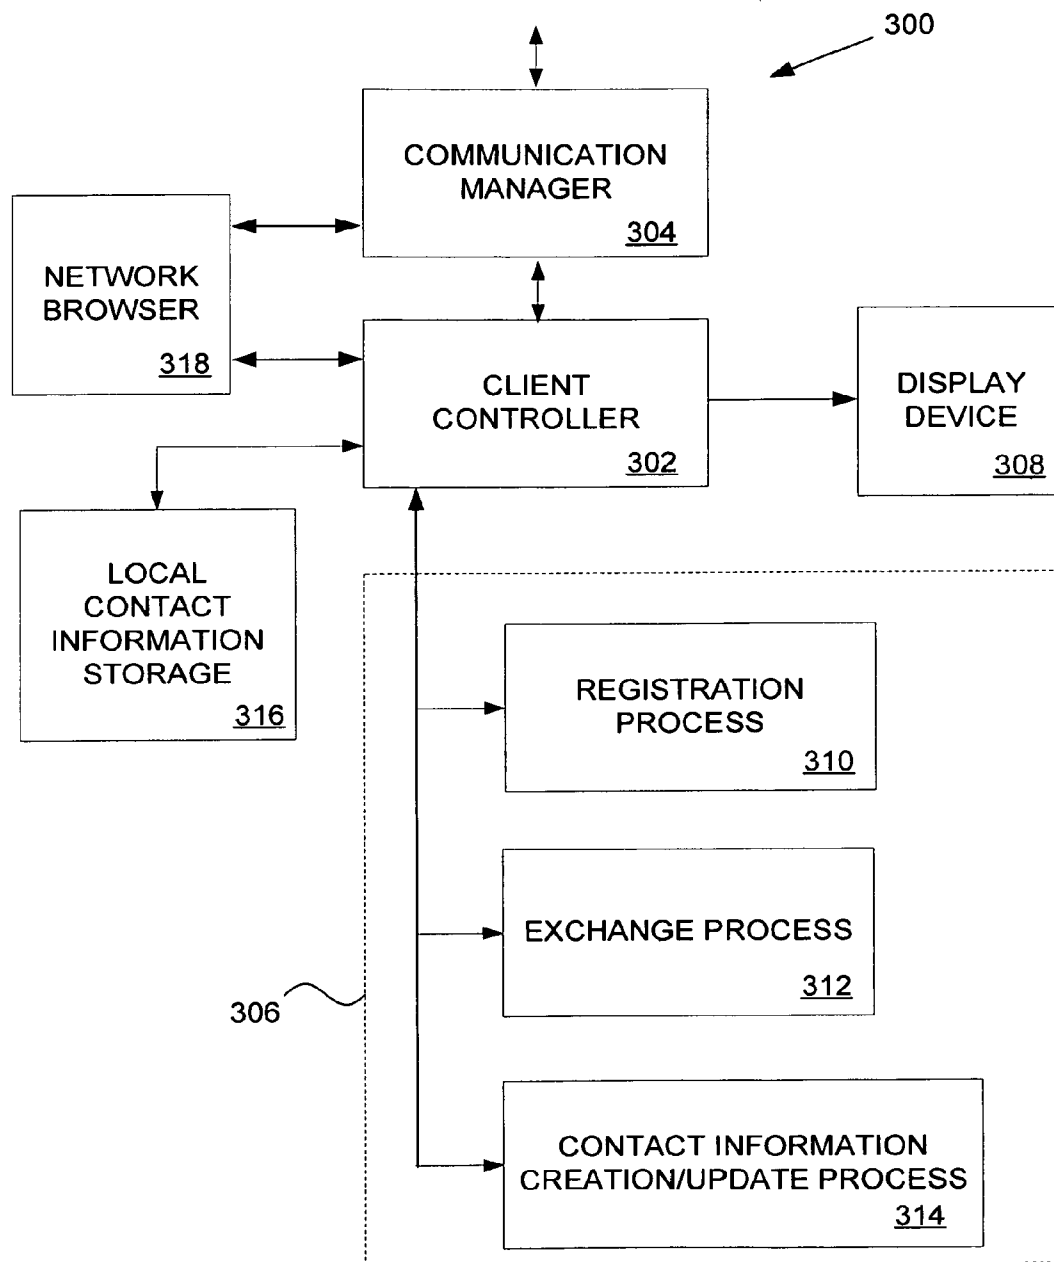 300
COMMUNICATION
MANAGER
304
NETWORK
BROWSER
318
CLIENT
CONTROLLER
302
DISPLAY
DEVICE
308
LOCAL
CONTACT
INFORMATION
STORAGE
316
REGISTRATION
PROCESS
310
EXCHANGE PROCESS
312
306
CONTACT INFORMATION
CREATION/UPDATE PROCESS
314